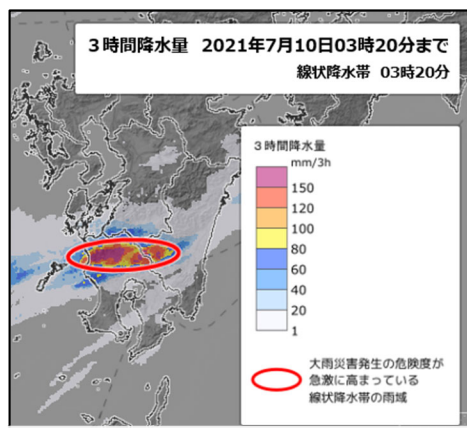 ３時間降水量 2021年7月10日03時20分まで
線状降水帯 03時20分
３時間降水量
mm/3h
150
120
100
80
60
40
20
1
大雨災害発生の危険度が
急激に高まっている
線状降水帯の雨域